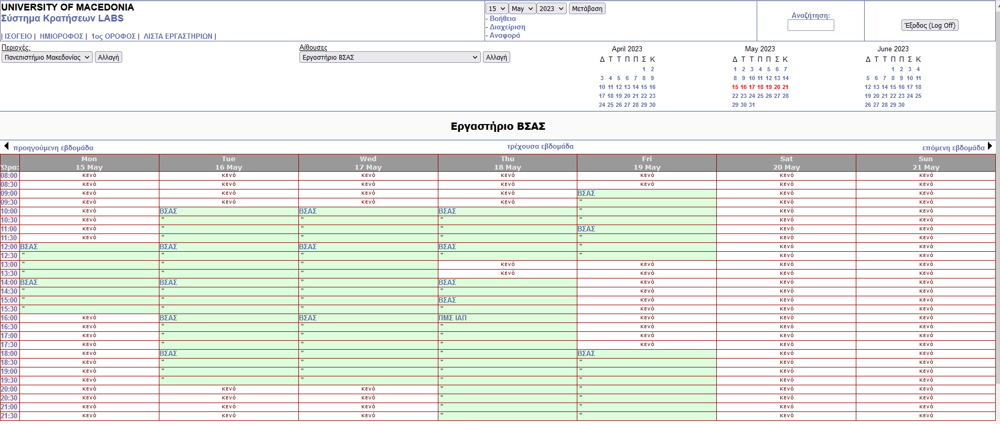 UNIVERSITY OF MACEDONIA
Σύστημα Κρατήσεων LABS
| ΙΣΟΓΕΙΟ | ΗΜΙΟΡΟΦΟΣ | 1ος ΟΡΟΦΟΣ | ΛΙΣΤΑ ΕΡΓΑΣΤΗΡΙΩΝ |
15 May 2023 Μετάβαση
- Βοήθεια
- Διαχείριση
- Αναφορά
Αναζήτηση:
Έξοδος (Log Off)
Περιοχές:
Πανεπιστήμιο Μακεδονίας Αλλαγή
Αίθουσες
Εργαστήριο ΒΣΑΣ Αλλαγή
April 2023
Δ Τ Τ Π Π Σ Κ
1 2
3 4 5 6 7 8 9
10 11 12 13 14 15 16
17 18 19 20 21 22 23
24 25 26 27 28 29 30
May 2023
Δ Τ Τ Π Π Σ Κ
1 2 3 4 5 6 7
8 9 10 11 12 13 14
15 16 17 18 19 20 21
22 23 24 25 26 27 28
29 30 31
June 2023
Δ Τ Τ Π Π Σ Κ
1 2 3 4
5 6 7 8 9 10 11
12 13 14 15 16 17 18
19 20 21 22 23 24 25
26 27 28 29 30
Εργαστήριο ΒΣΑΣ
προηγούμενη εβδομάδα τρέχουσα εβδομάδα επόμενη εβδομάδα
Mon Tue Wed Thu Fri Sat Sun
Ώρα: 15 May 16 May 17 May 18 May 19 May 20 May 21 May
08:00 κενό κενό κενό κενό κενό κενό κενό
08:30 κενό κενό κενό κενό κενό κενό κενό
09:00 κενό κενό κενό κενό ΒΣΑΣ κενό κενό
09:30 κενό κενό κενό κενό " κενό κενό
10:00 κενό ΒΣΑΣ ΒΣΑΣ ΒΣΑΣ " κενό κενό
10:30 κενό " " " " κενό κενό
11:00 κενό " " " ΒΣΑΣ κενό κενό
11:30 κενό " " " " κενό κενό
12:00 ΒΣΑΣ ΒΣΑΣ ΒΣΑΣ ΒΣΑΣ " κενό κενό
12:30 " " " " " κενό κενό
13:00 " " " κενό κενό κενό κενό
13:30 " " " κενό κενό κενό κενό
14:00 ΒΣΑΣ ΒΣΑΣ " ΒΣΑΣ κενό κενό κενό
14:30 " " " " κενό κενό κενό
15:00 " " " ΒΣΑΣ κενό κενό κενό
15:30 " " " " κενό κενό κενό
16:00 κενό ΒΣΑΣ ΒΣΑΣ ΠΜΣ ΙΑΠ κενό κενό κενό
16:30 κενό " " " κενό κενό κενό
17:00 κενό " " " κενό κενό κενό
17:30 κενό " " " κενό κενό κενό
18:00 κενό ΒΣΑΣ " " ΒΣΑΣ κενό κενό
18:30 κενό " " " " κενό κενό
19:00 κενό " " " " κενό κενό
19:30 κενό " " " " κενό κενό
20:00 κενό κενό κενό " " κενό κενό
20:30 κενό κενό κενό " " κενό κενό
21:00 κενό κενό κενό " " κενό κενό
21:30 κενό κενό κενό " " κενό κενό